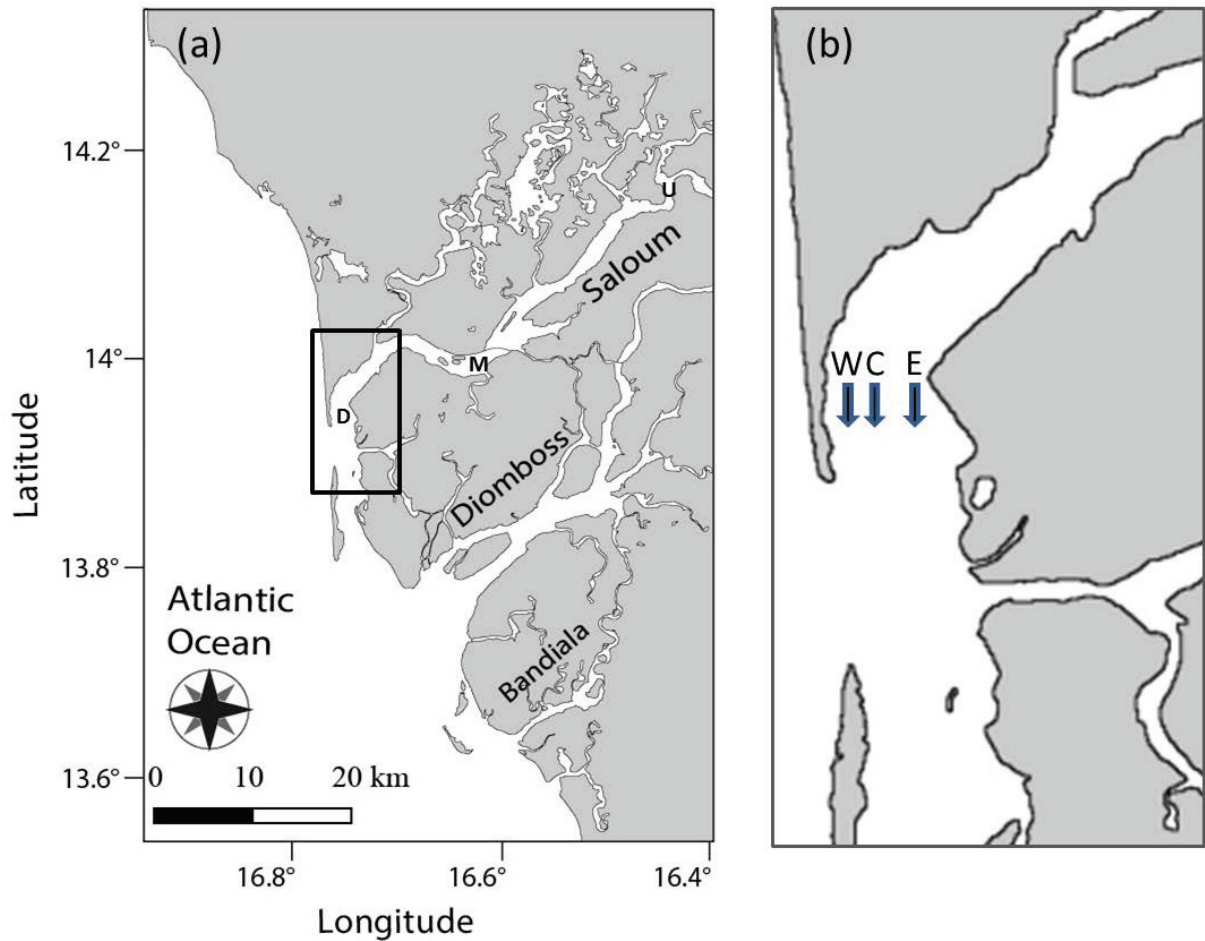 (a)
(b)
14.2°
14°
13.8°
13.6°
Latitude
U
Saloum
M
D
Diomboss
Bandiala
Atlantic
Ocean
0 10 20 km
16.8° 16.6° 16.4°
Longitude
W C E